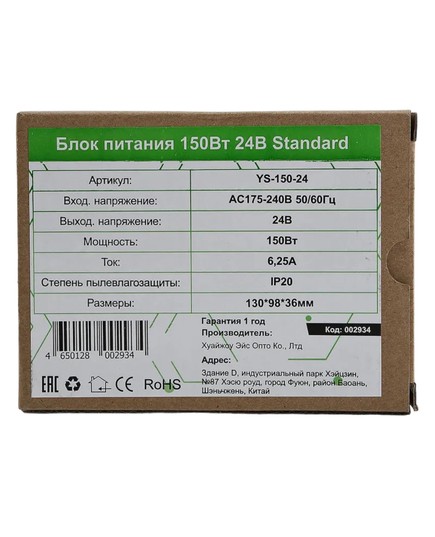 Блок питания 150Вт 24В Standard
Артикул: YS-150-24
Вход. напряжение: AC175-240В 50/60Гц
Выход. напряжение: 24В
Мощность: 150Вт
Ток: 6,25А
Степень пылевлагозащиты: IP20
Размеры: 130*98*36мм
Гарантия 1 год
Производитель:
Код: 002934
Хуайжоу Эйс Опто Ко., Лтд
Адрес:
Здание D, индустриальный парк Хэйцзин,
№87 Хэсю роуд, город Фуюн, район Баоань,
Шэньчжень, Китай
4 650128 002934
EAC CE RoHS